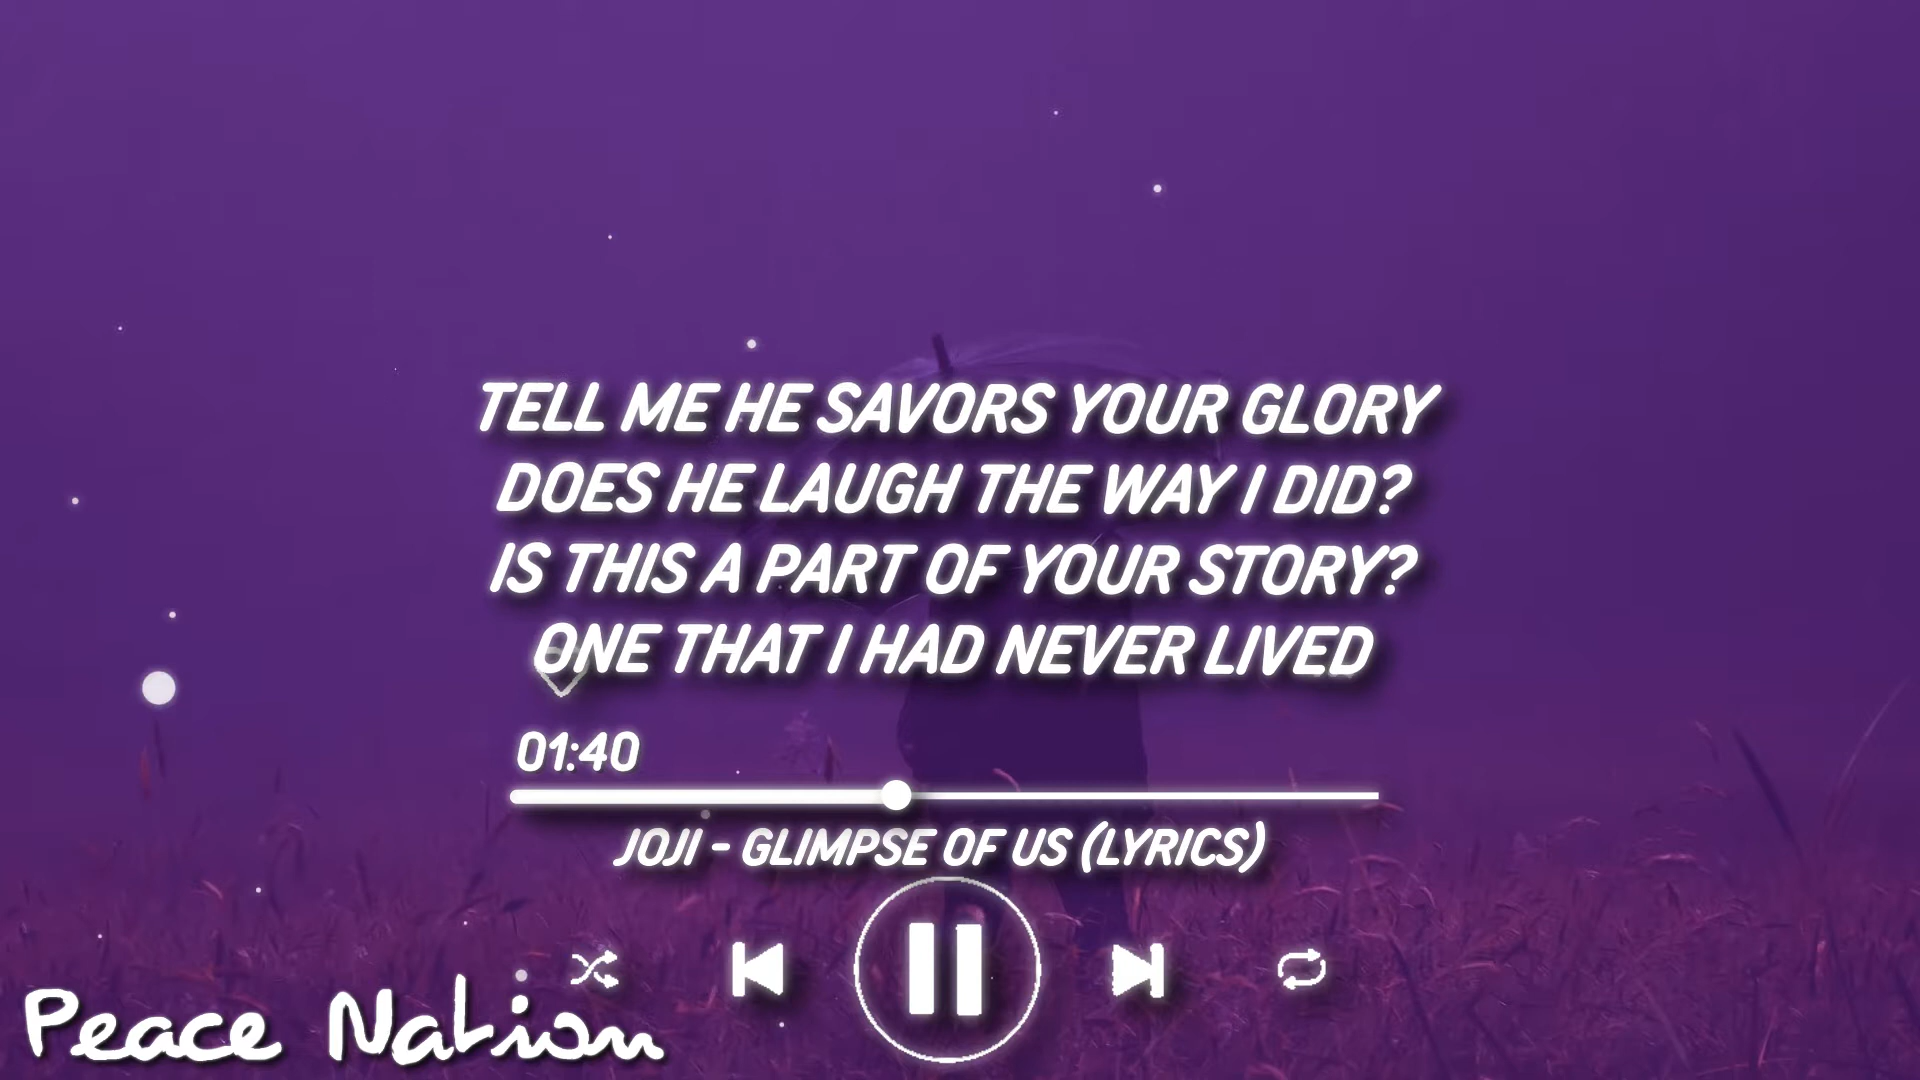 TELL ME HE SAVORS YOUR GLORY
DOES HE LAUGH THE WAY I DID?
IS THIS A PART OF YOUR STORY?
ONE THAT I HAD NEVER LIVED
01:40
JOJI - GLIMPSE OF US (LYRICS)
Peace Nation